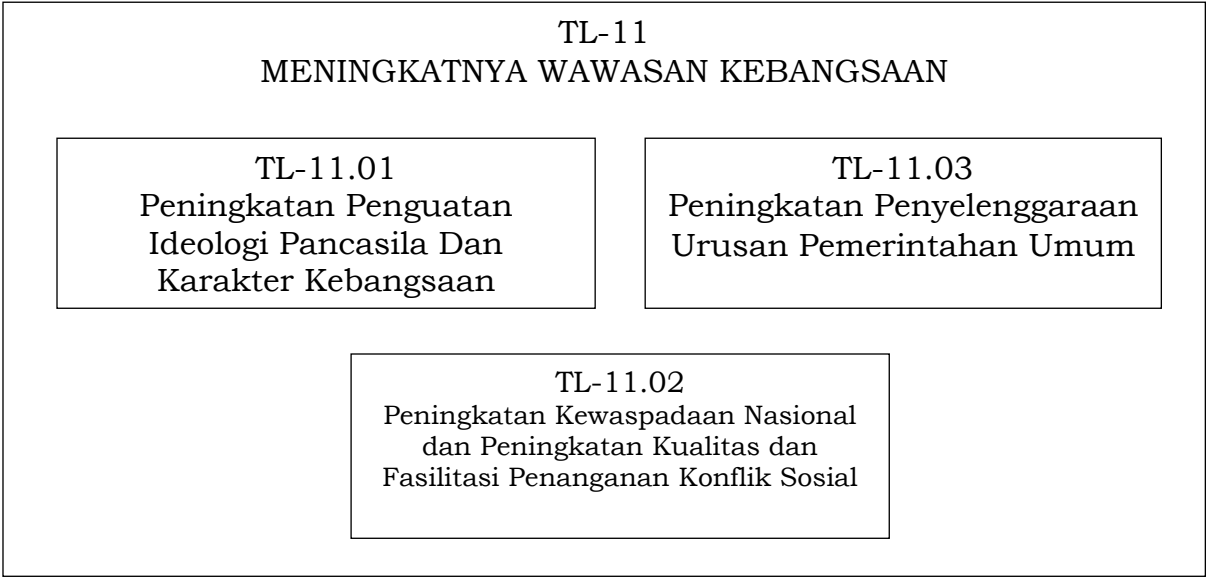 TL-11
MENINGKATNYA WAWASAN KEBANGSAAN
TL-11.01
Peningkatan Penguatan
Ideologi Pancasila Dan
Karakter Kebangsaan
TL-11.03
Peningkatan Penyelenggaraan
Urusan Pemerintahan Umum
TL-11.02
Peningkatan Kewaspadaan Nasional
dan Peningkatan Kualitas dan
Fasilitasi Penanganan Konflik Sosial